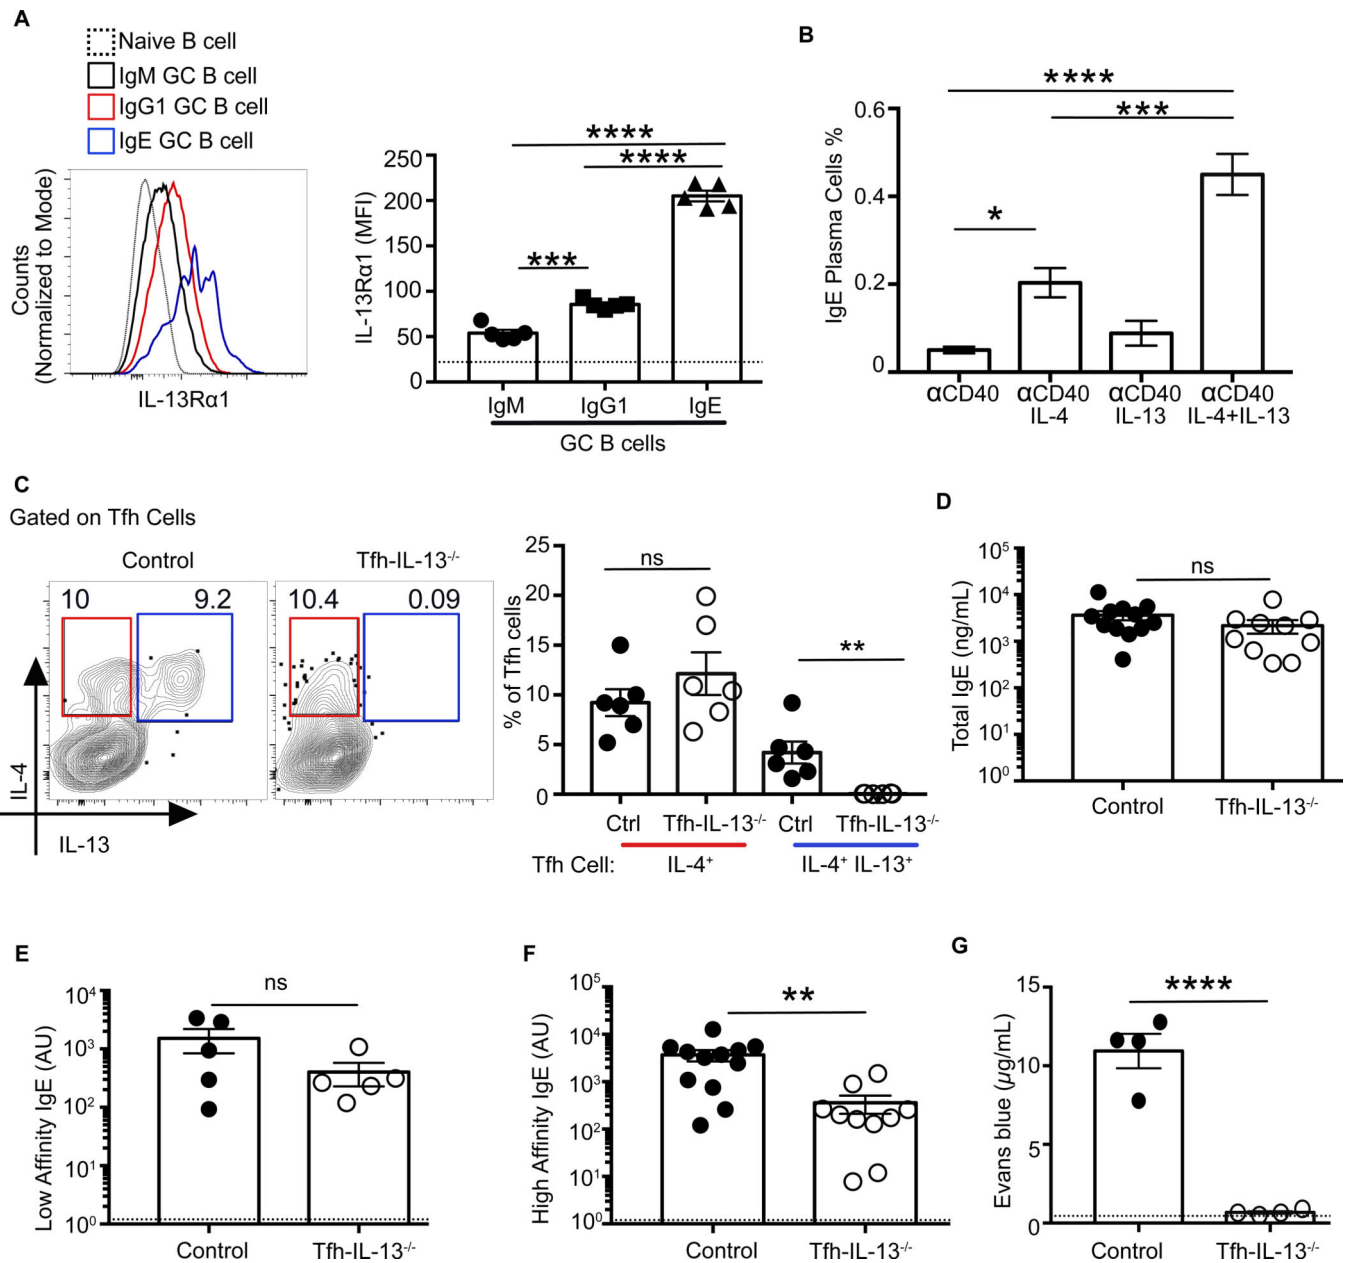 A
Naive B cell
IgM GC B cell
IgG1 GC B cell
IgE GC B cell
Counts
(Normalized to Mode)
IL-13Rα1
****
****
***
IL-13Rα1 (MFI)
250
200
150
100
50
0
IgM IgG1 IgE
GC B cells
B
****
***
*
IgE Plasma Cells %
0.6
0.4
0.2
0
αCD40 αCD40 αCD40 αCD40
IL-4 IL-13 IL-4+IL-13
C
Gated on Tfh Cells
Control Tfh-IL-13-/-
10 9.2 10.4 0.09
IL-4
IL-13
% of Tfh cells
25
20
15
10
5
0
ns
**
Ctrl Tfh-IL-13-/- Ctrl Tfh-IL-13-/-
Tfh Cell: IL-4+ IL-4+ IL-13+
D
Total IgE (ng/mL)
10^5
10^4
10^3
10^2
10^1
10^0
ns
Control Tfh-IL-13-/-
E
Low Affinity IgE (AU)
10^4
10^3
10^2
10^1
10^0
ns
Control Tfh-IL-13-/-
F
High Affinity IgE (AU)
10^5
10^4
10^3
10^2
10^1
10^0
**
Control Tfh-IL-13-/-
G
Evans blue (µg/mL)
15
10
5
0
****
Control Tfh-IL-13-/-